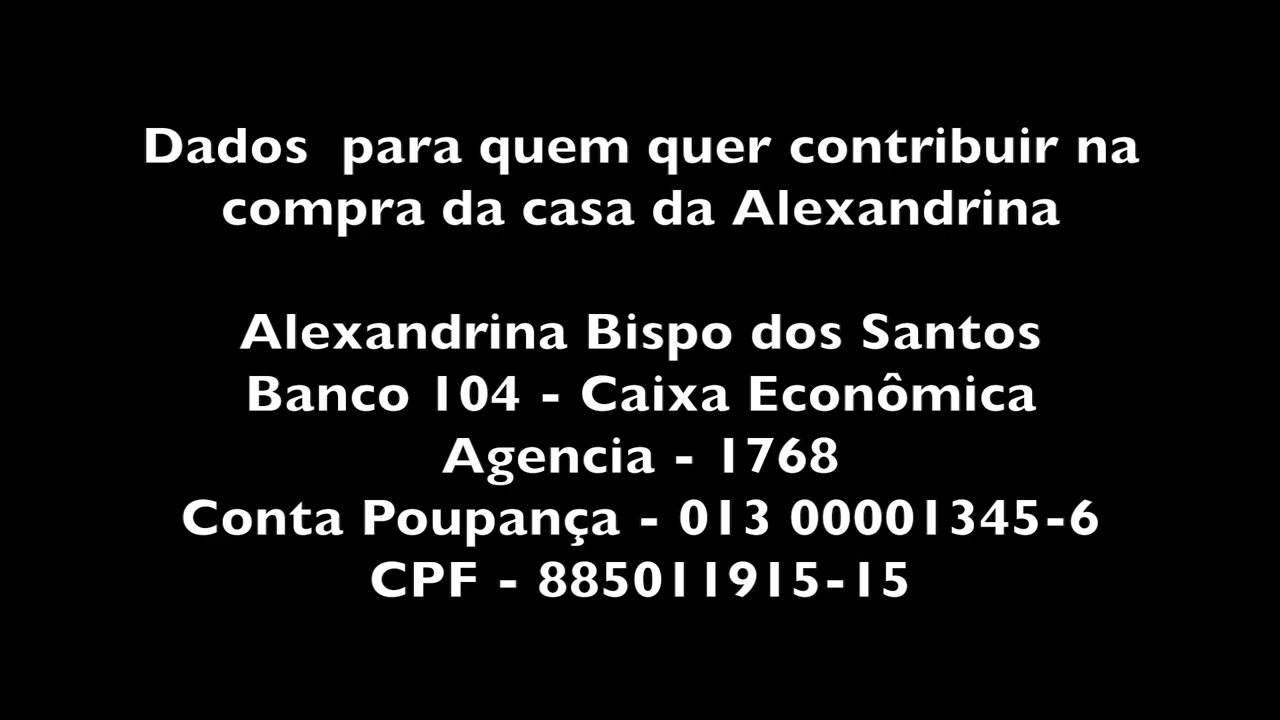 Dados  para quem quer contribuir na
compra da casa da Alexandrina
Alexandrina Bispo dos Santos
Banco 104 - Caixa Econômica
Agencia - 1768
Conta Poupança - 013 00001345-6
CPF - 885011915-15